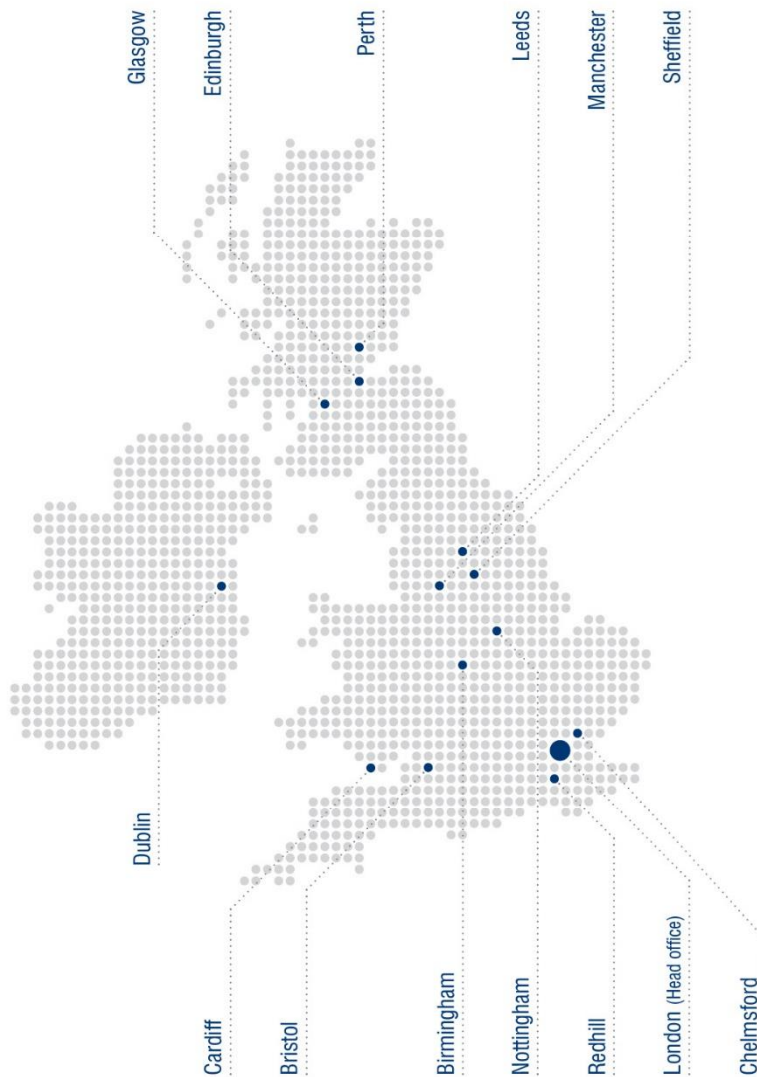 Glasgow
Edinburgh
Perth
Leeds
Manchester
Sheffield
Dublin
Cardiff
Bristol
Birmingham
Nottingham
Redhill
London (Head office)
Chelmsford